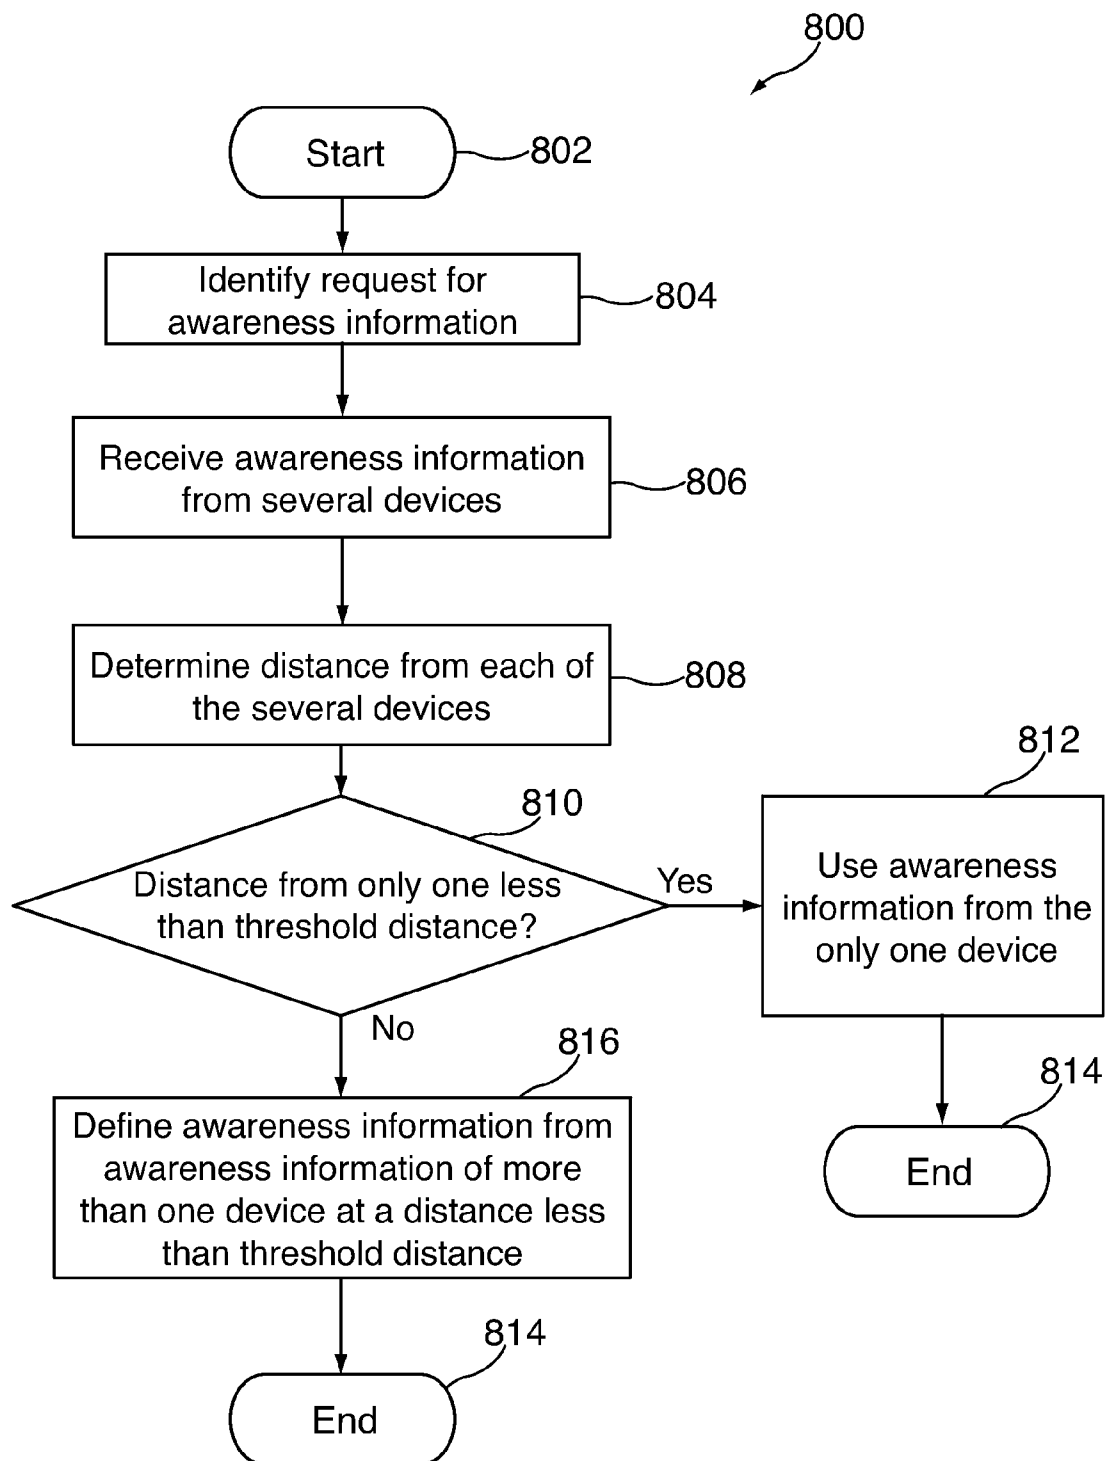 800
Start
802
Identify request for
awareness information
804
Receive awareness information
from several devices
806
Determine distance from each of
the several devices
808
810
Distance from only one less
than threshold distance?
Yes
812
Use awareness
information from the
only one device
No
814
End
816
Define awareness information from
awareness information of more
than one device at a distance less
than threshold distance
814
End